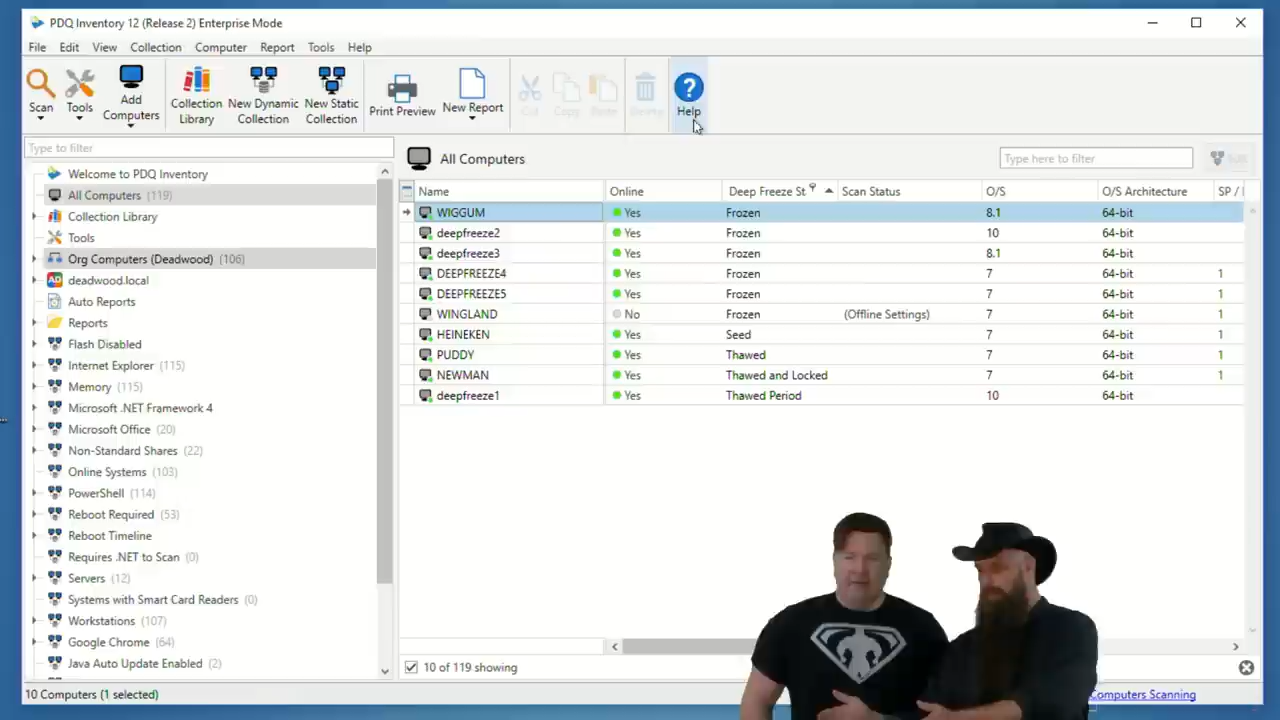 PDQ Inventory 12 (Release 2) Enterprise Mode
File Edit View Collection Computer Report Tools Help
Scan
Tools
Add Computers
Collection Library
New Dynamic Collection
New Static Collection
Print Preview
New Report
Cut
Copy
Paste
Delete
Help
Type to filter
Welcome to PDQ Inventory
All Computers (119)
Collection Library
Tools
Org Computers (Deadwood) (106)
AD deadwood.local
Auto Reports
Reports
Flash Disabled
Internet Explorer (115)
Memory (115)
Microsoft .NET Framework 4
Microsoft Office (20)
Non-Standard Shares (22)
Online Systems (103)
PowerShell (114)
Reboot Required (53)
Reboot Timeline
Requires .NET to Scan (0)
Servers (12)
Systems with Smart Card Readers (0)
Workstations (107)
Google Chrome (64)
Java Auto Update Enabled (2)
All Computers
Type here to filter
Name Online Deep Freeze St Scan Status O/S O/S Architecture SP /
WIGGUM Yes Frozen 8.1 64-bit
deepfreeze2 Yes Frozen 10 64-bit
deepfreeze3 Yes Frozen 8.1 64-bit
DEEPFREEZE4 Yes Frozen 7 64-bit 1
DEEPFREEZE5 Yes Frozen 7 64-bit 1
WINGLAND No Frozen (Offline Settings) 7 64-bit 1
HEINEKEN Yes Seed 7 64-bit 1
PUDDY Yes Thawed 7 64-bit 1
NEWMAN Yes Thawed and Locked 7 64-bit 1
deepfreeze1 Yes Thawed Period 10 64-bit
10 of 119 showing
10 Computers (1 selected)
Computers Scanning